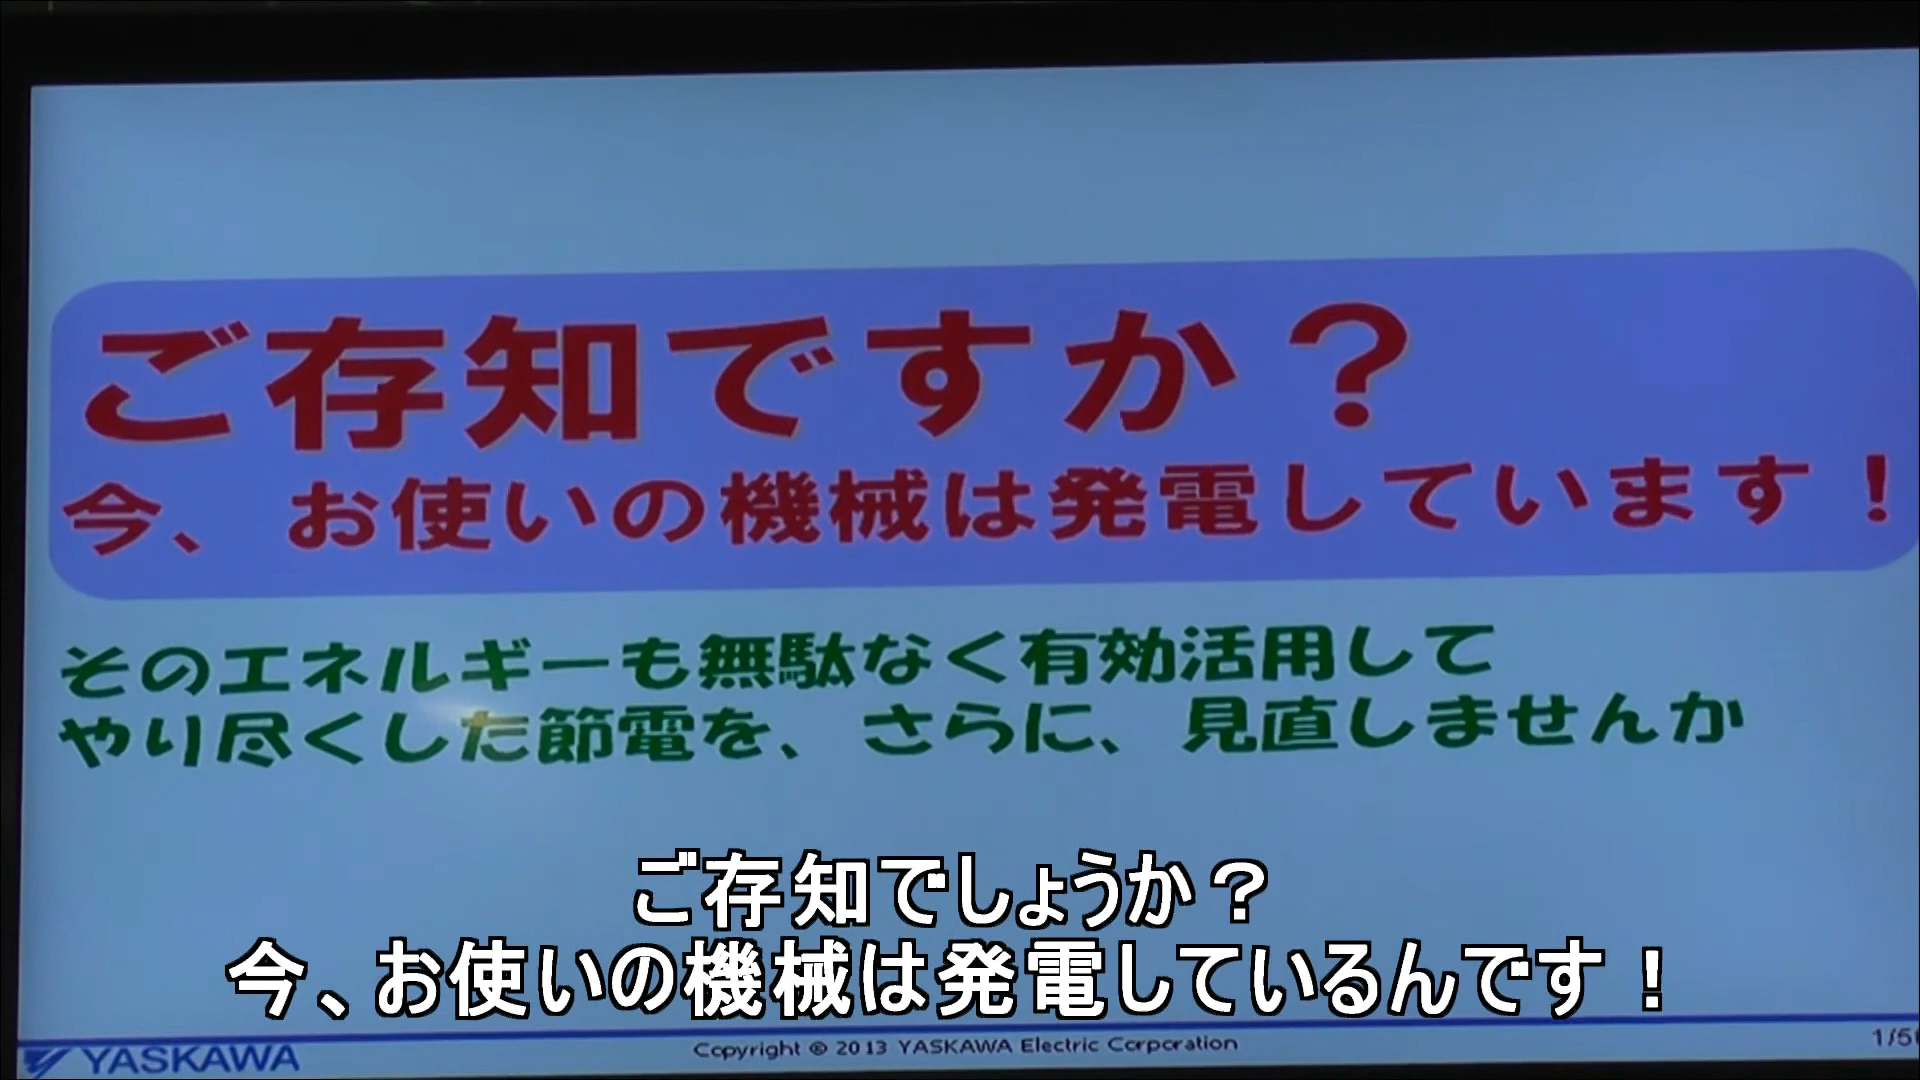 ご存知ですか？
今、お使いの機械は発電しています！
そのエネルギーも無駄なく有効活用して
やり尽くした節電を、さらに、見直しませんか
ご存知でしょうか？
今、お使いの機械は発電しているんです！
YASKAWA
Copyright © 2013 YASKAWA Electric Corporation